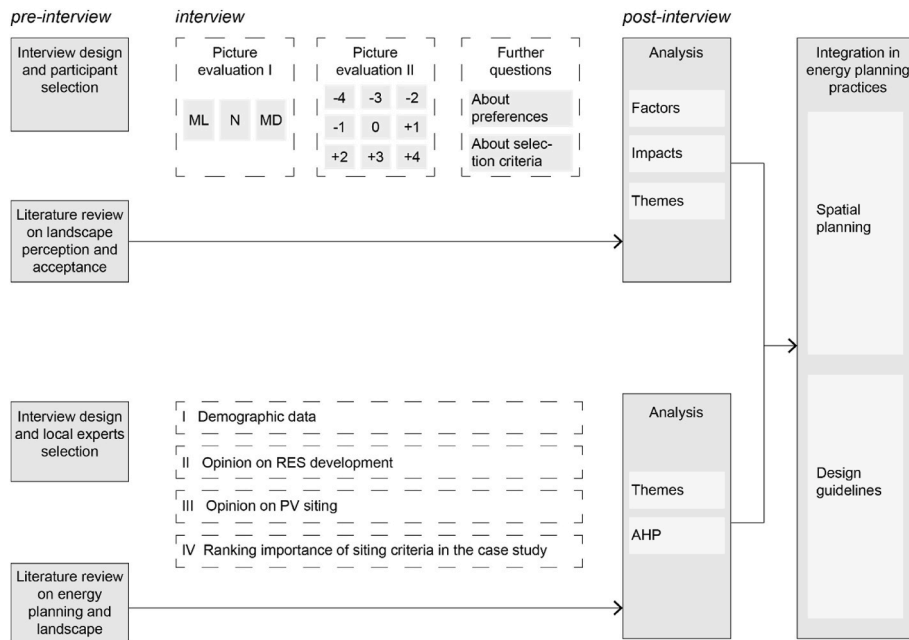 pre-interview
interview
post-interview
Interview design
and participant
selection
Picture
evaluation I
ML N MD
Picture
evaluation II
-4 -3 -2
-1 0 +1
+2 +3 +4
Further
questions
About
preferences
About selec-
tion criteria
Analysis
Factors
Impacts
Themes
Integration in
energy planning
practices
Spatial
planning
Design
guidelines
Literature review
on landscape
perception and
acceptance
Interview design
and local experts
selection
I Demographic data
II Opinion on RES development
III Opinion on PV siting
IV Ranking importance of siting criteria in the case study
Analysis
Themes
AHP
Literature review
on energy
planning and
landscape